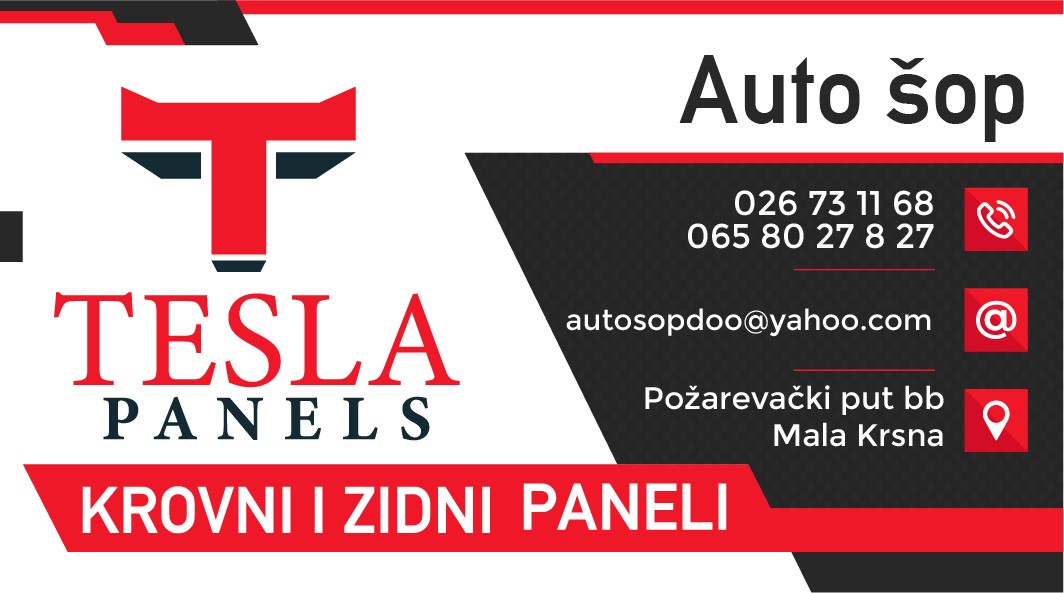 TESLA
PANELS
Auto šop
026 73 11 68
065 80 27 8 27
autosopdoo@yahoo.com
Požarevački put bb
Mala Krsna
KROVNI I ZIDNI PANELI